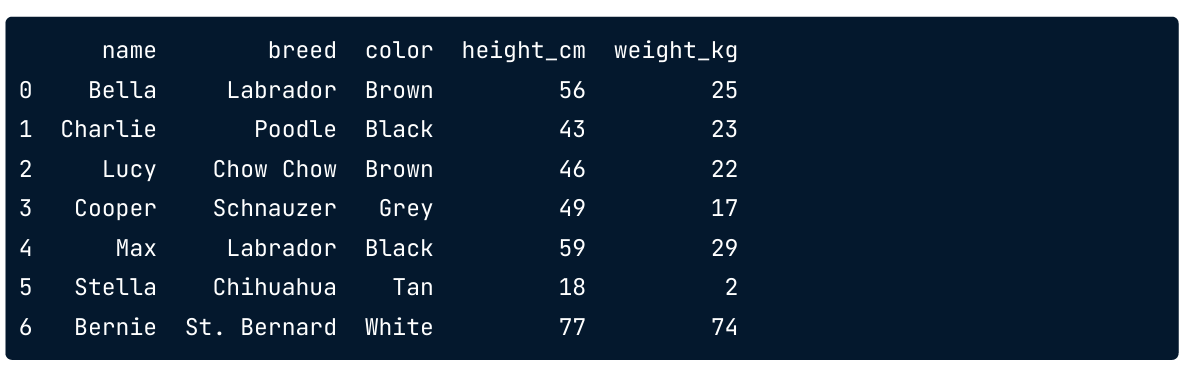 name breed color height_cm weight_kg
0 Bella Labrador Brown 56 25
1 Charlie Poodle Black 43 23
2 Lucy Chow Chow Brown 46 22
3 Cooper Schnauzer Grey 49 17
4 Max Labrador Black 59 29
5 Stella Chihuahua Tan 18 2
6 Bernie St. Bernard White 77 74